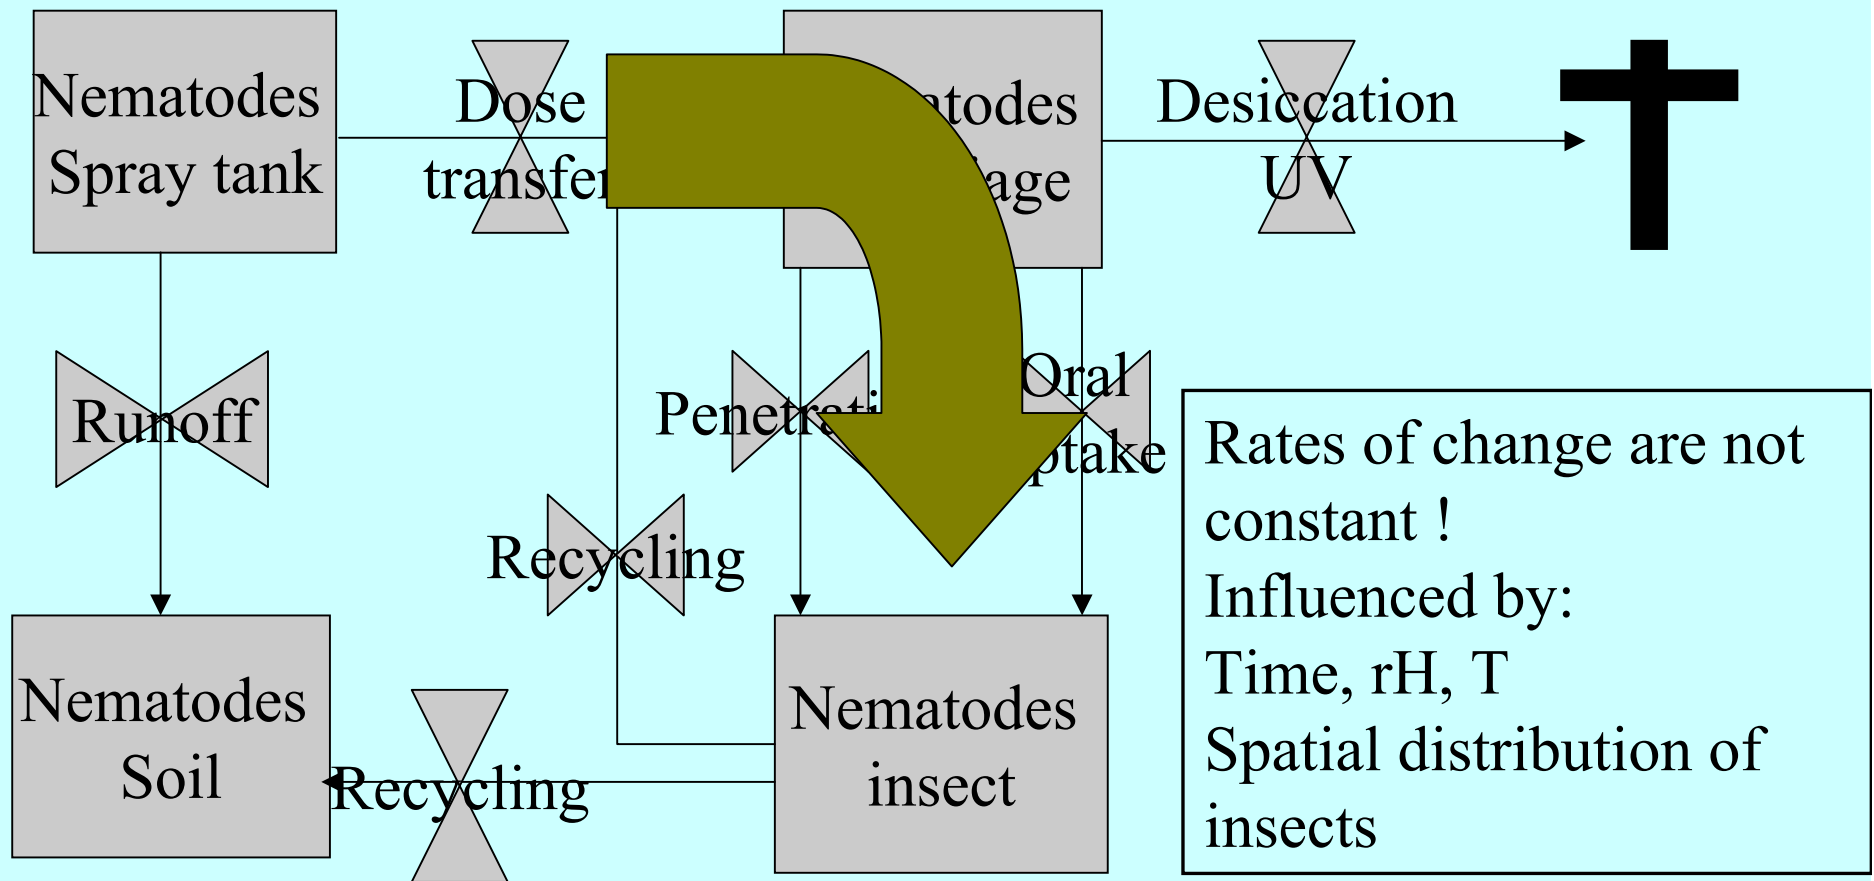 Nematodes
Spray tank
Dose
transfer
Desiccation
UV
Runoff
Oral
Recycling
Nematodes
Soil
Recycling
Nematodes
insect
Rates of change are not
constant !
Influenced by:
Time, rH, T
Spatial distribution of
insects